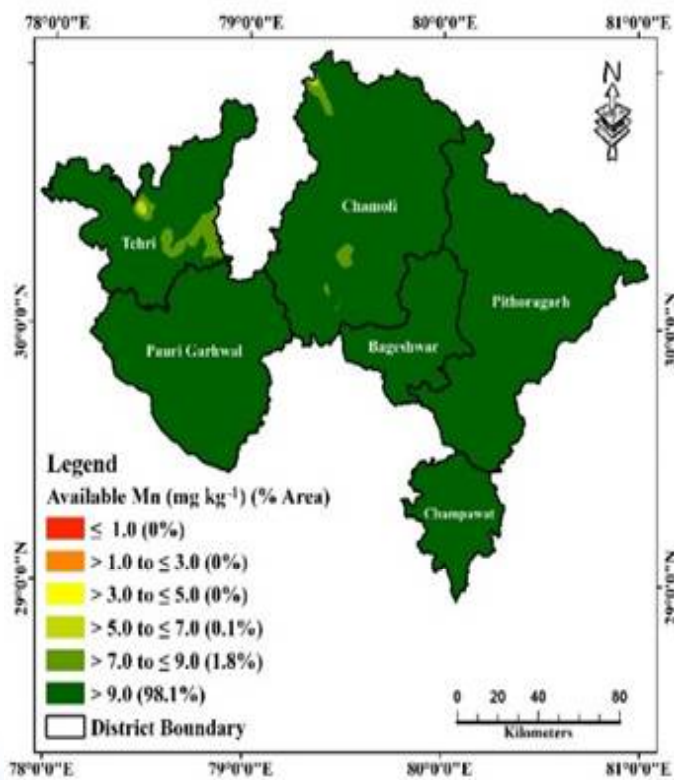 78°0'0"E 79°0'0"E 80°0'0"E 81°0'0"E
N
Chamoli
Tehri
Pithoragarh
30°0'0"N
30°0'0"N
Pauri Garhwal
Bageshwar
Legend
Available Mn (mg kg⁻¹) (% Area)
Champawat
≤ 1.0 (0%)
> 1.0 to ≤ 3.0 (0%)
29°0'0"N
29°0'0"N
> 3.0 to ≤ 5.0 (0%)
> 5.0 to ≤ 7.0 (0.1%)
> 7.0 to ≤ 9.0 (1.8%)
> 9.0 (98.1%)
0 20 40 60 80
District Boundary
Kilometers
78°0'0"E 79°0'0"E 80°0'0"E 81°0'0"E